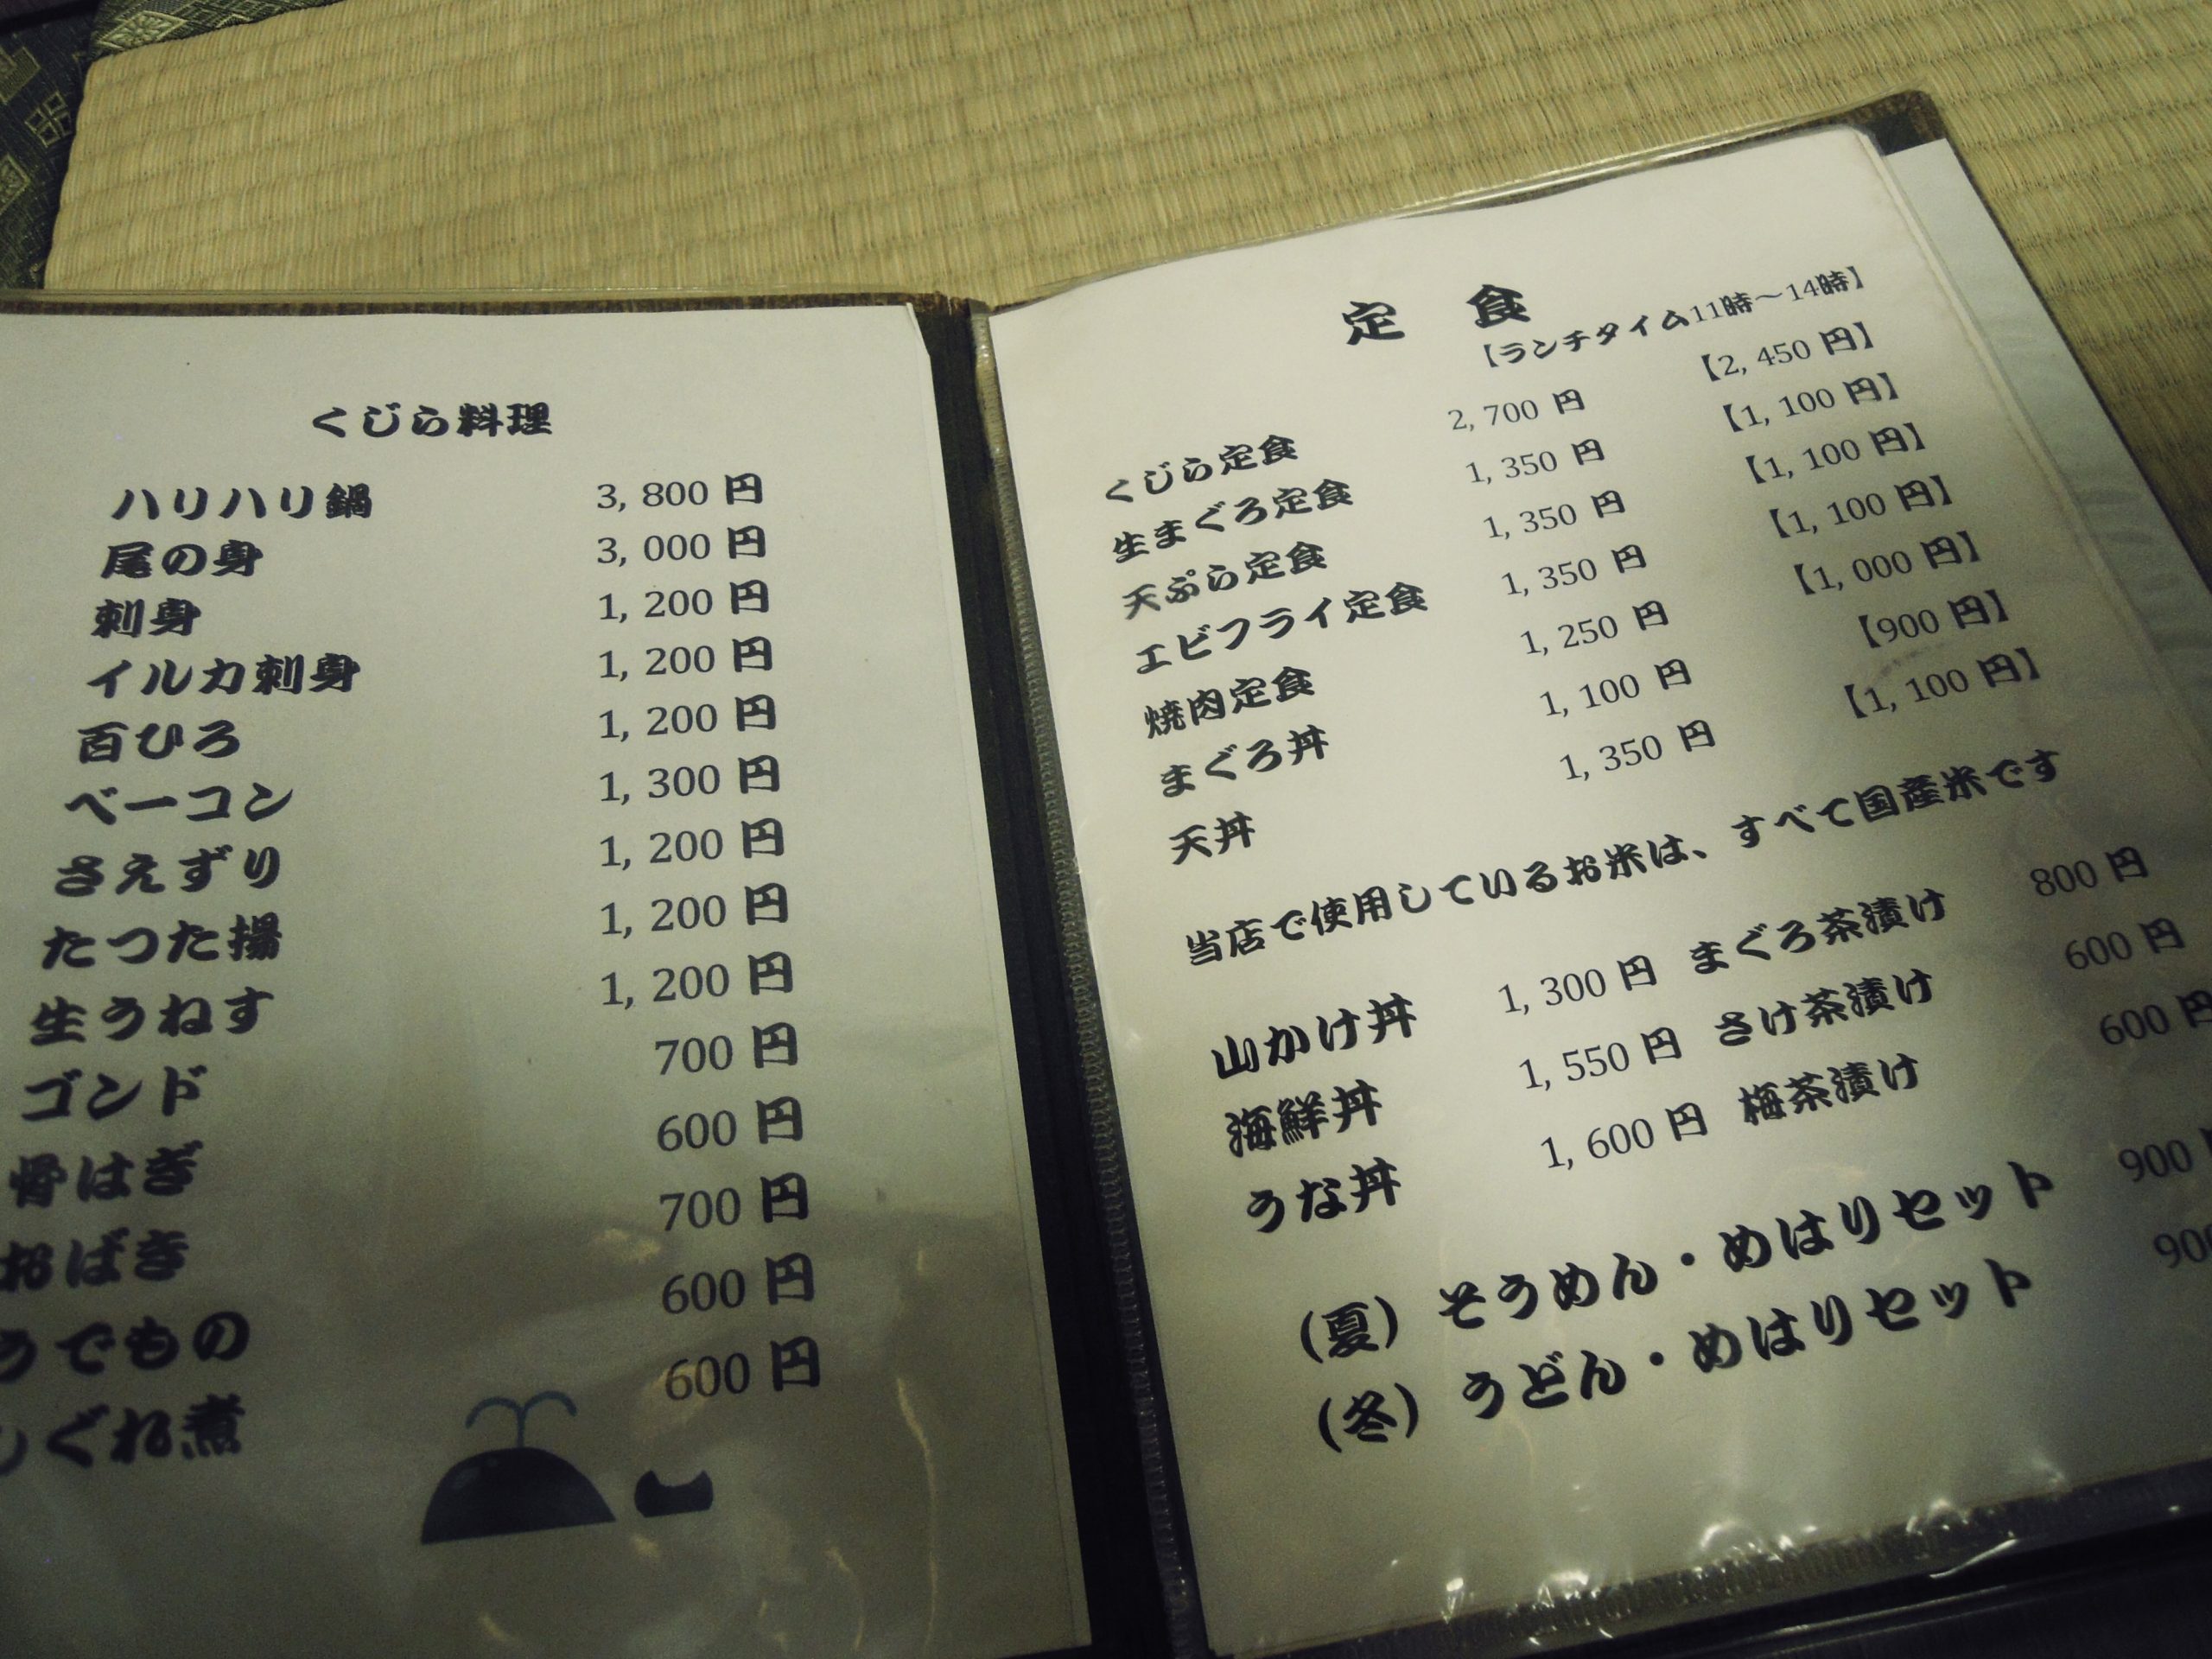 くじら料理
ハリハリ鍋 3,800円
尾の身 3,000円
刺身 1,200円
イルカ刺身 1,200円
百ひろ 1,200円
ベーコン 1,300円
さえずり 1,200円
たつた揚 1,200円
生うねす 1,200円
ゴンド 700円
骨はぎ 600円
おばき 700円
うでもの 600円
しぐれ煮 600円
定食
【ランチタイム11時～14時】
くじら定食 2,700円 【2,450円】
生まぐろ定食 1,350円 【1,100円】
天ぷら定食 1,350円 【1,100円】
エビフライ定食 1,350円 【1,100円】
焼肉定食 1,250円 【1,000円】
まぐろ丼 1,100円 【900円】
天丼 1,350円 【1,100円】
当店で使用しているお米は、すべて国産米です
山かけ丼 1,300円 まぐろ茶漬け 800円
海鮮丼 1,550円 さけ茶漬け 600円
うな丼 1,600円 梅茶漬け 600円
(夏) そうめん・めはりセット 900
(冬) うどん・めはりセット 900